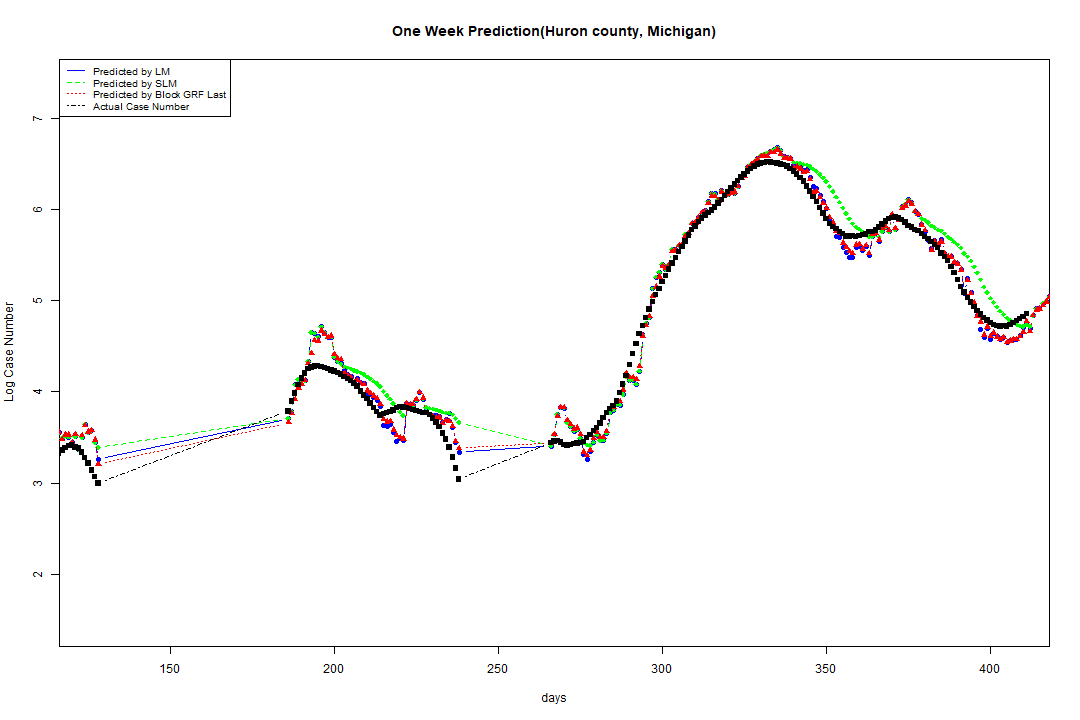 One Week Prediction(Huron county, Michigan)
Predicted by LM
Predicted by SLM
Predicted by Block GRF Last
Actual Case Number
Log Case Number
7
6
5
4
3
2
150 200 250 300 350 400
days